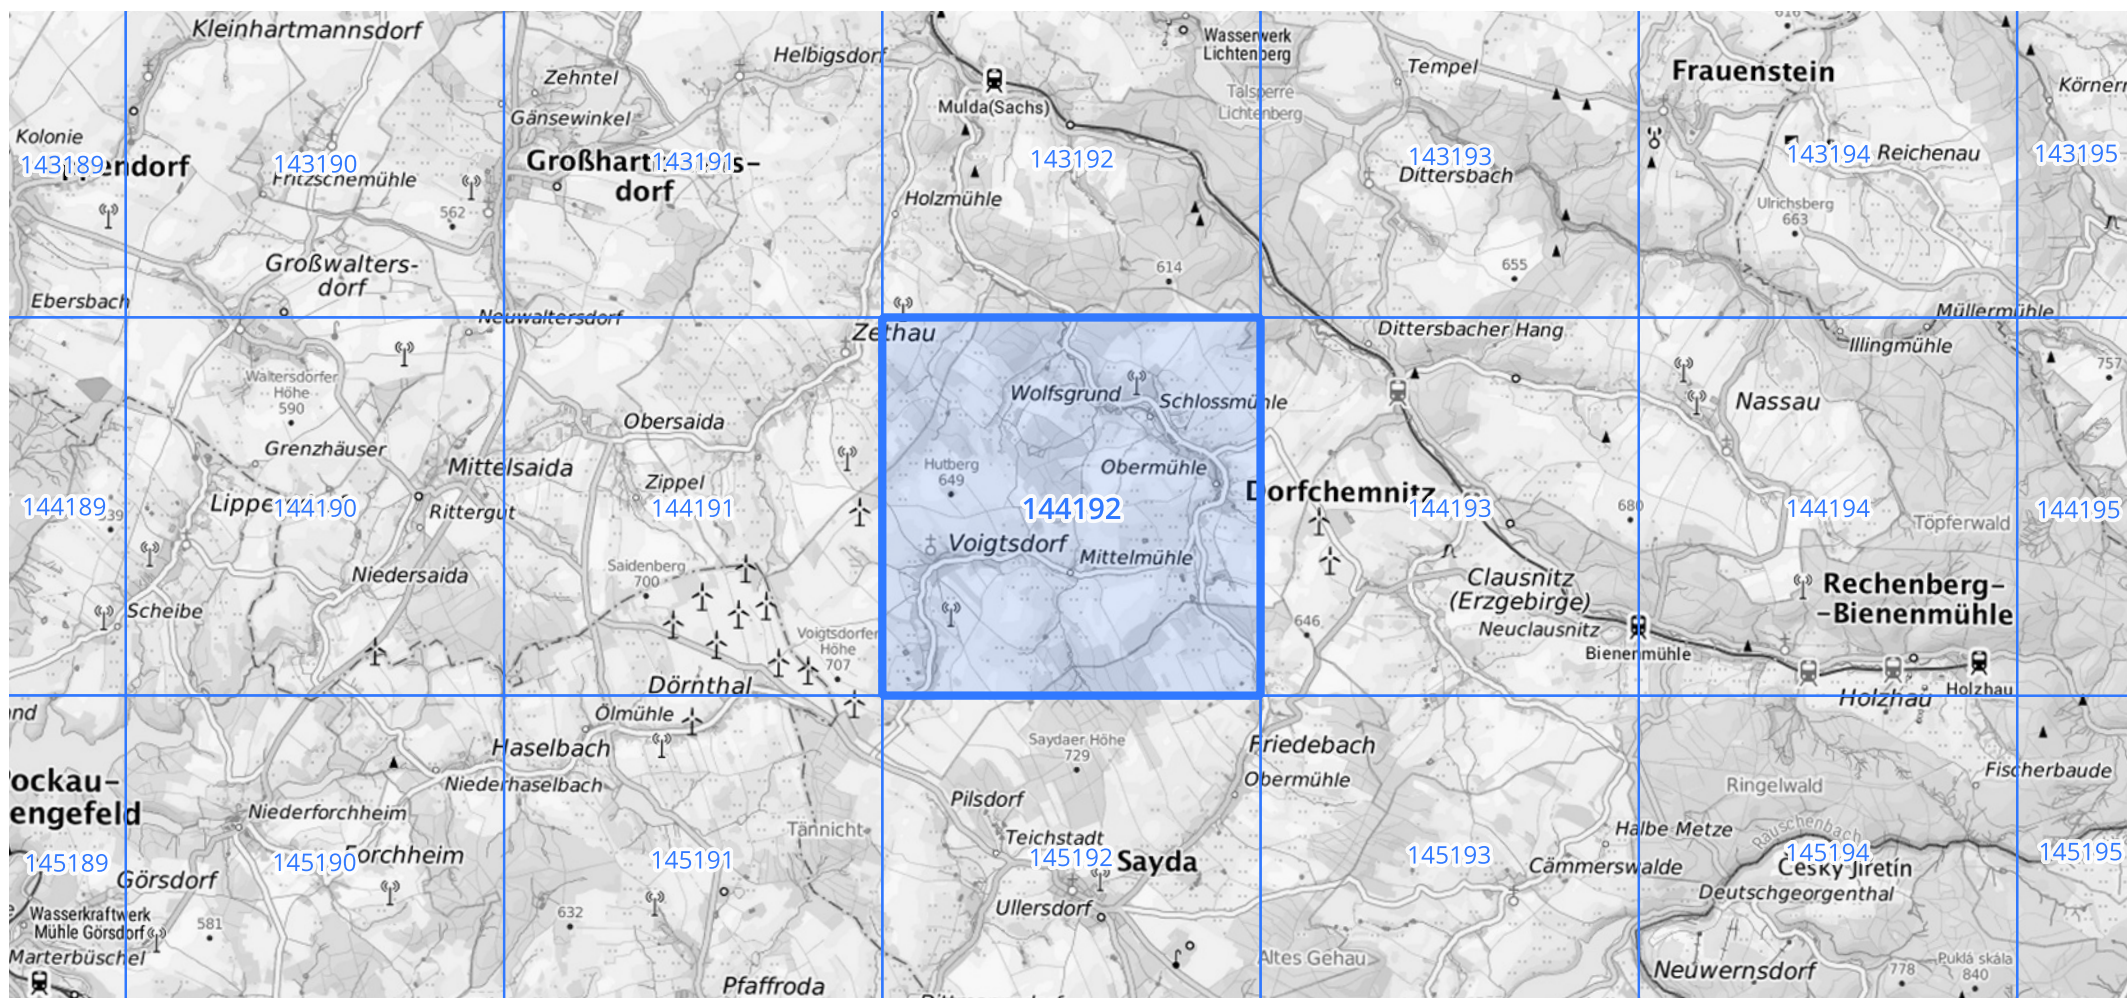 Kleinhartmannsdorf
Helbigsdorf
Wasserwerk
Lichtenberg
Tempel
Frauenstein
Zehntel
Mulda(Sachs)
Talsperre
Lichtenberg
Gänsewinkel
Kolonie
143189
endorf
143190
Fritzschemühle
143191
dorf
143192
143193
Dittersbach
143194
Reichenau
143195
Holzmühle
562
Ulrichsberg
663
Großwalters-
dorf
614
655
Ebersbach
Neuwaltersdorf
Müllermühle
Zethau
Dittersbacher Hang
Illingmühle
757
Waltersdorfer
Höhe
590
Wolfsgrund
Schlossmühle
Nassau
Obersaida
Grenzhäuser
Mittelsaida
Hutberg
649
Obermühle
Zippel
Dorfchemnitz
144189
144190
Rittergut
144191
144192
144193
680
144194
144195
Töpferwald
Voigtsdorf
Mittelmühle
Niedersaida
Saidenberg
700
Clausnitz
(Erzgebirge)
Rechenberg-
-Bienenmühle
Scheibe
Voigtsdorfer
Höhe
707
646
Neuclausnitz
Bienenmühle
Dörnthal
Holzhau
Holzhau
Ölmühle
Haselbach
Saydaer Höhe
729
Friedebach
Obermühle
Fischerbaude
ockau-
engefeld
Niederhaselbach
Ringelwald
Pilsdorf
Niederforchheim
Tännicht
Teichstadt
Halbe Metze
Rauschenbach
145189
145190
Forchheim
145191
145192
Sayda
145193
Cämmerswalde
145194
Český Jiřetín
145195
Görsdorf
Deutschgeorgenthal
Wasserkraftwerk
Mühle Görsdorf
581
632
Ullersdorf
Marterbüschel
Altes Gehau
Neuwernsdorf
778
Puklá skála
840
Pfaffroda